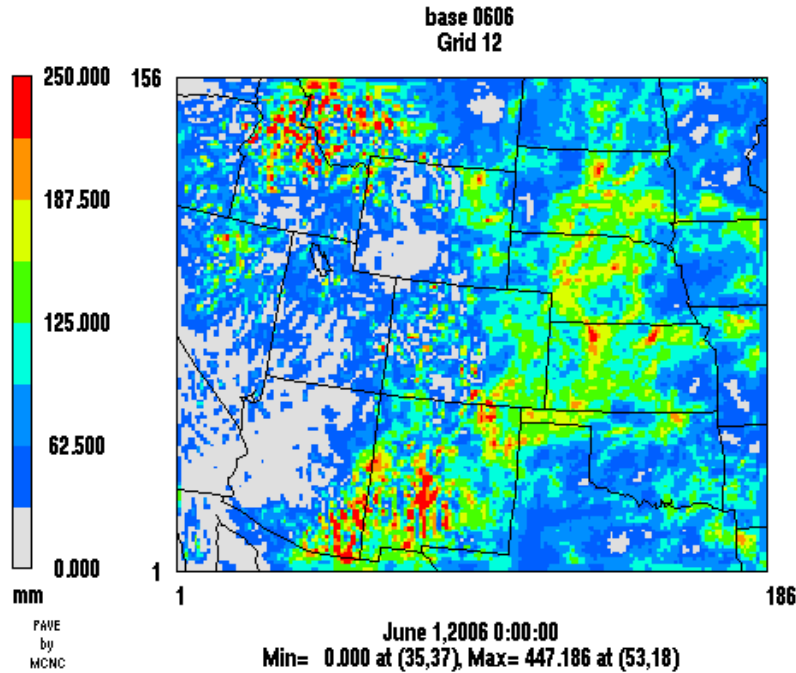 base 0606
Grid 12
250.000
187.500
125.000
62.500
0.000
mm
156
1
1
186
PAVE
by
MCNC
June 1,2006 0:00:00
Min= 0.000 at (35,37), Max= 447.186 at (53,18)